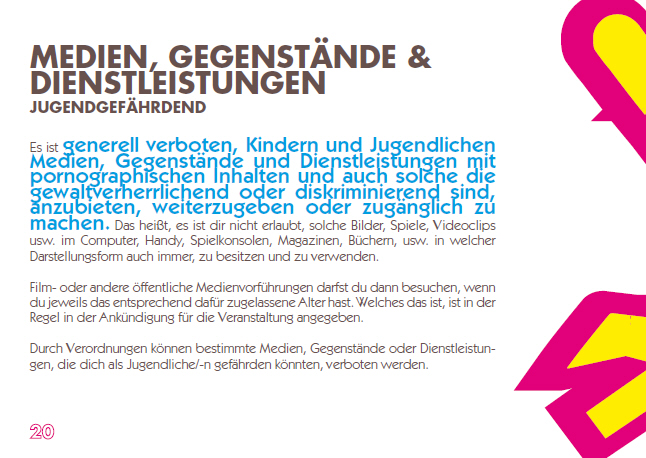 MEDIEN, GEGENSTÄNDE &
DIENSTLEISTUNGEN
JUGENDGEFÄHRDEND
Es ist generell verboten, Kindern und Jugendlichen
Medien, Gegenstände und Dienstleistungen mit
pornographischen Inhalten und auch solche die
gewaltverherrlichend oder diskriminierend sind,
anzubieten, weiterzugeben oder zugänglich zu
machen. Das heißt, es ist dir nicht erlaubt, solche Bilder, Spiele, Videoclips
usw. im Computer, Handy, Spielkonsolen, Magazinen, Büchern, usw. in welcher
Darstellungsform auch immer, zu besitzen und zu verwenden.
Film- oder andere öffentliche Medienvorführungen darfst du dann besuchen, wenn
du jeweils das entsprechend dafür zugelassene Alter hast. Welches das ist, ist in der
Regel in der Ankündigung für die Veranstaltung angegeben.
Durch Verordnungen können bestimmte Medien, Gegenstände oder Dienstleistun-
gen, die dich als Jugendliche/-n gefährden könnten, verboten werden.
20